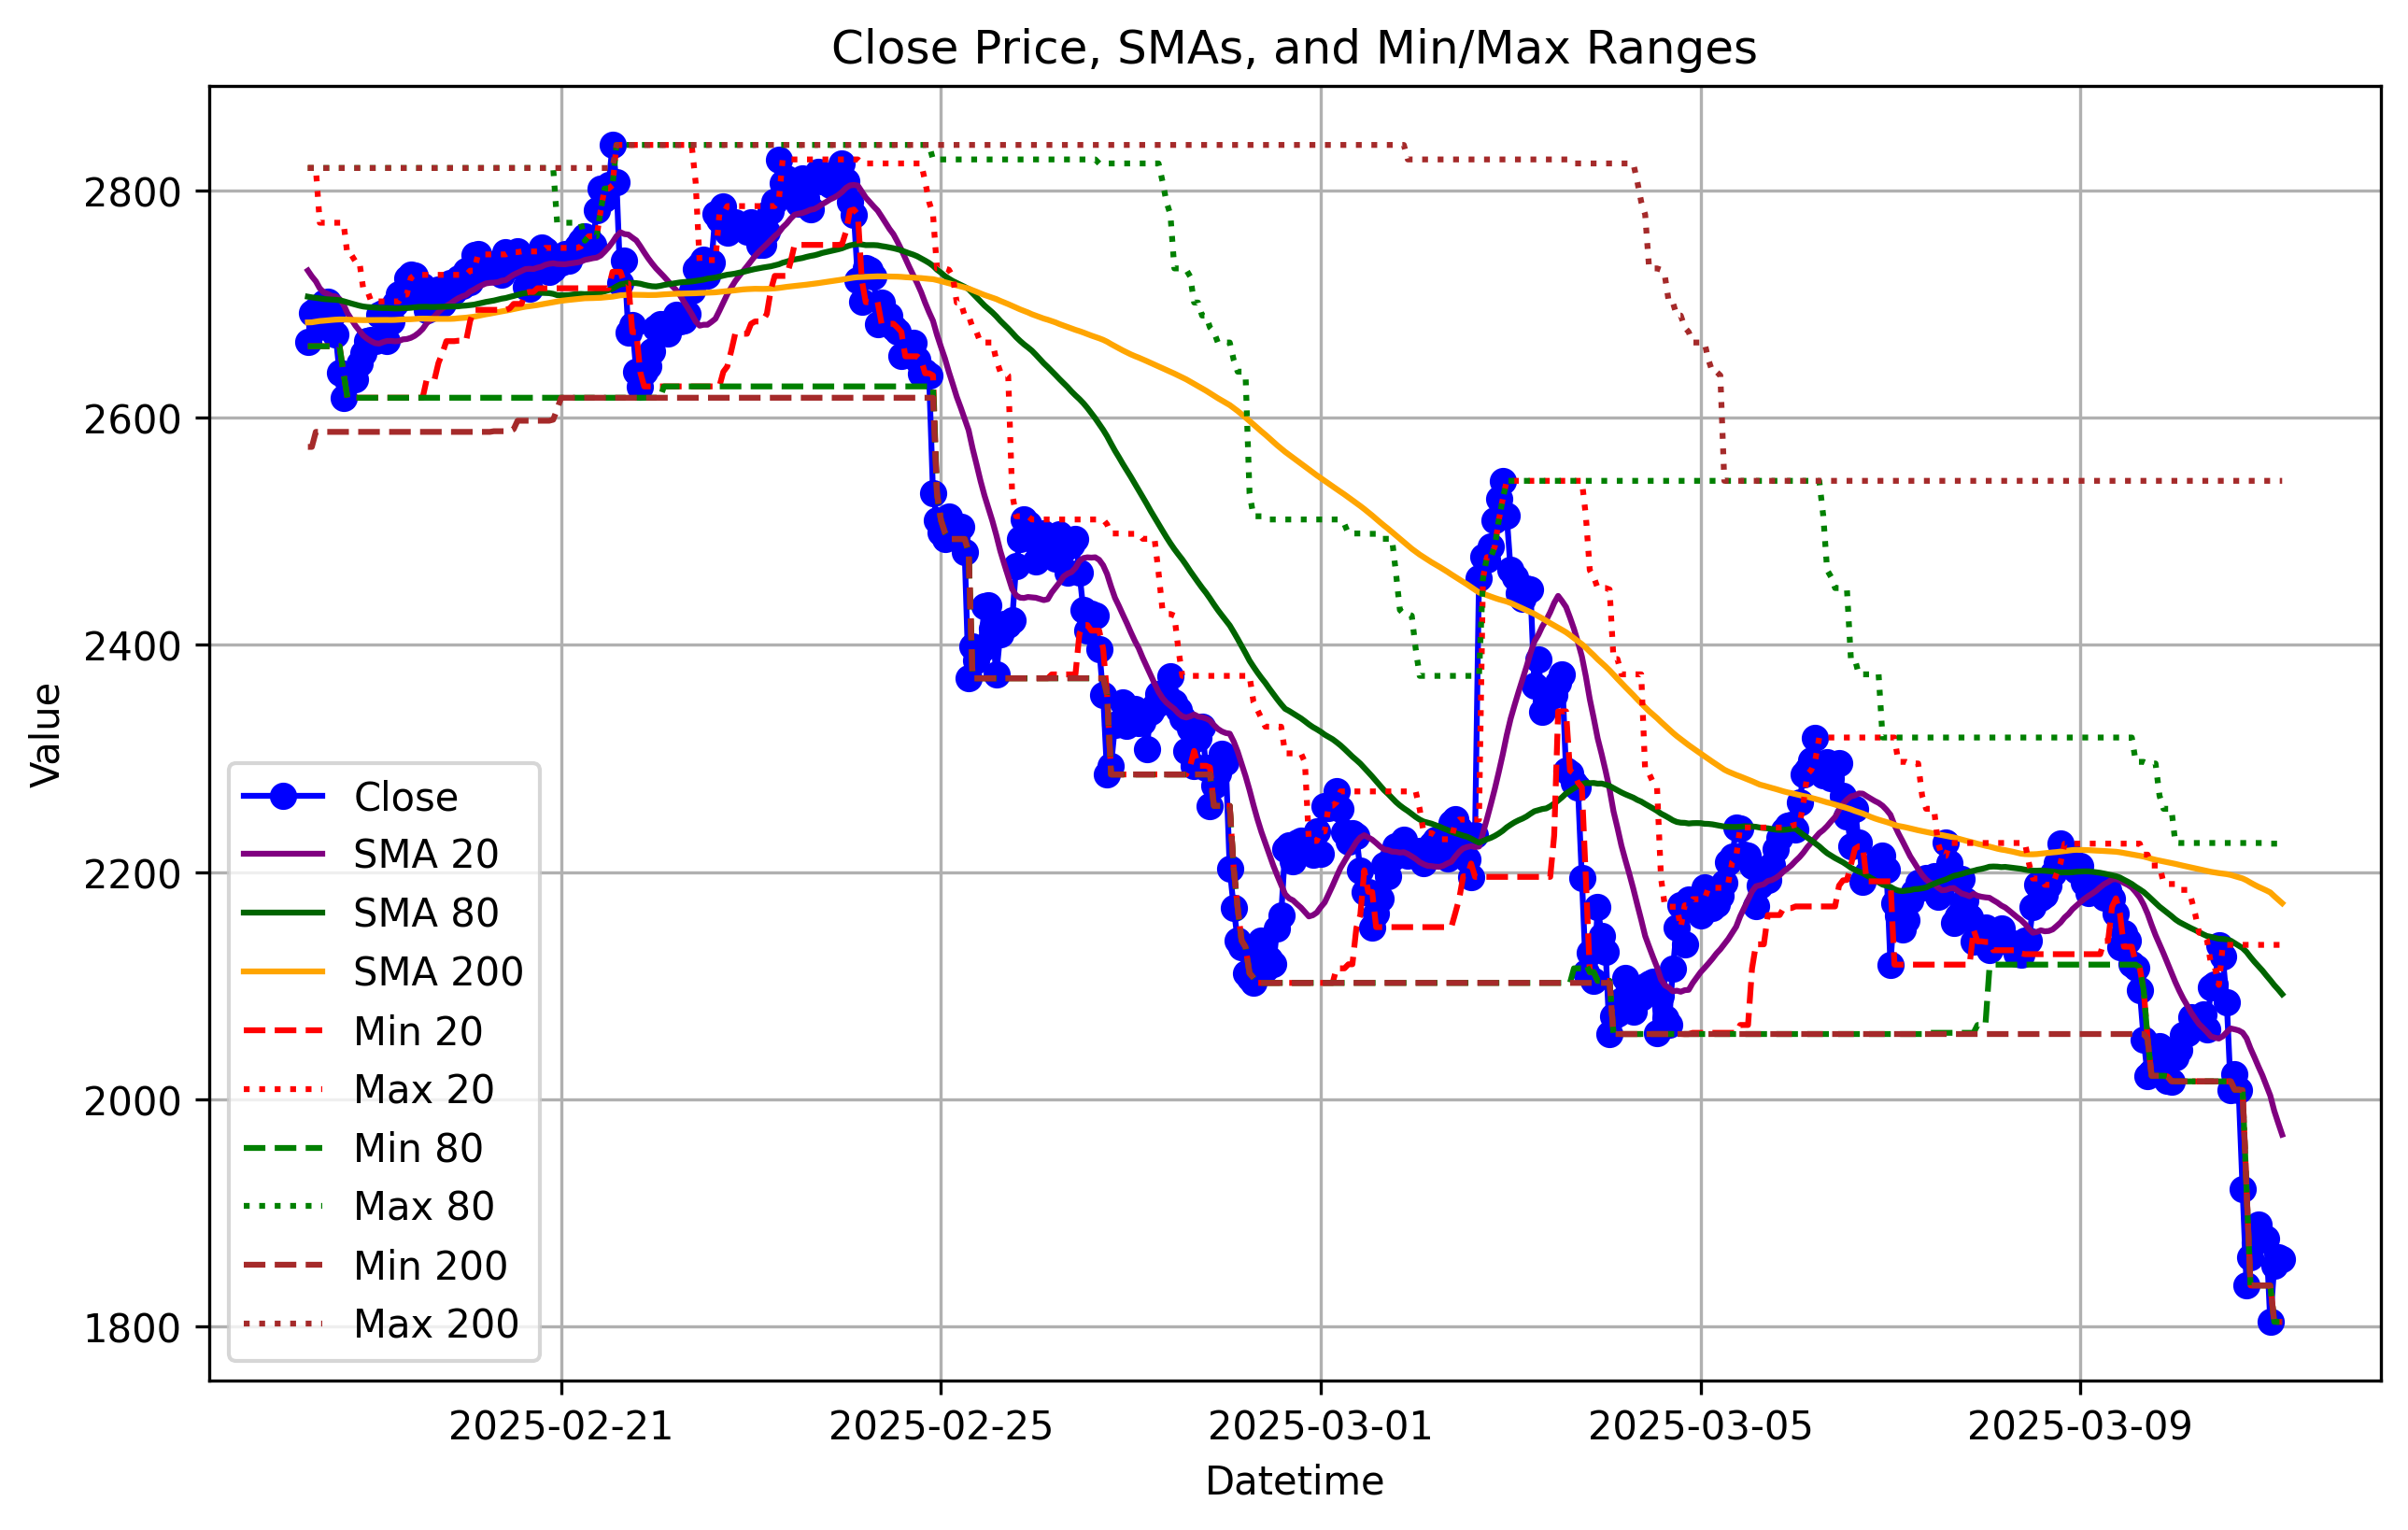 Close Price, SMAs, and Min/Max Ranges
Value
2800
2600
2400
2200
2000
1800
Close
SMA 20
SMA 80
SMA 200
Min 20
Max 20
Min 80
Max 80
Min 200
Max 200
2025-02-21 2025-02-25 2025-03-01 2025-03-05 2025-03-09
Datetime